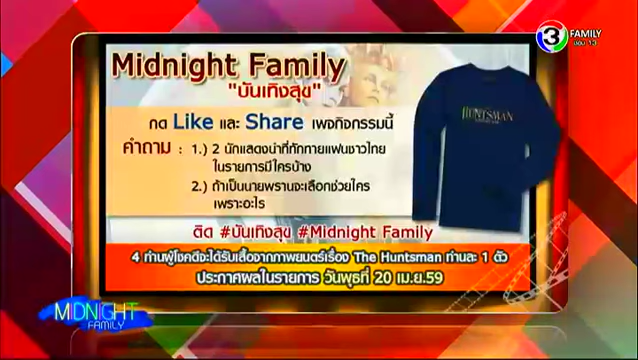 3 FAMILY
ช่อง 13
Midnight Family
"บันเทิงสุข"
กด Like และ Share เพจกิจกรรมนี้
คำถาม : 1.) 2 นักแสดงนำที่ทักทายแฟนชาวไทย
ในรายการมีใครบ้าง
2.) ถ้าเป็นนายพรานจะเลือกช่วยใคร
เพราะอะไร
HUNTSMAN
ติด #บันเทิงสุข #Midnight Family
4 ท่านผู้โชคดีจะได้รับเสื้อจากภาพยนตร์เรื่อง The Huntsman ท่านละ 1 ตัว
ประกาศผลในรายการ วันพุธที่ 20 เม.ย.59
MIDNIGHT
FAMILY